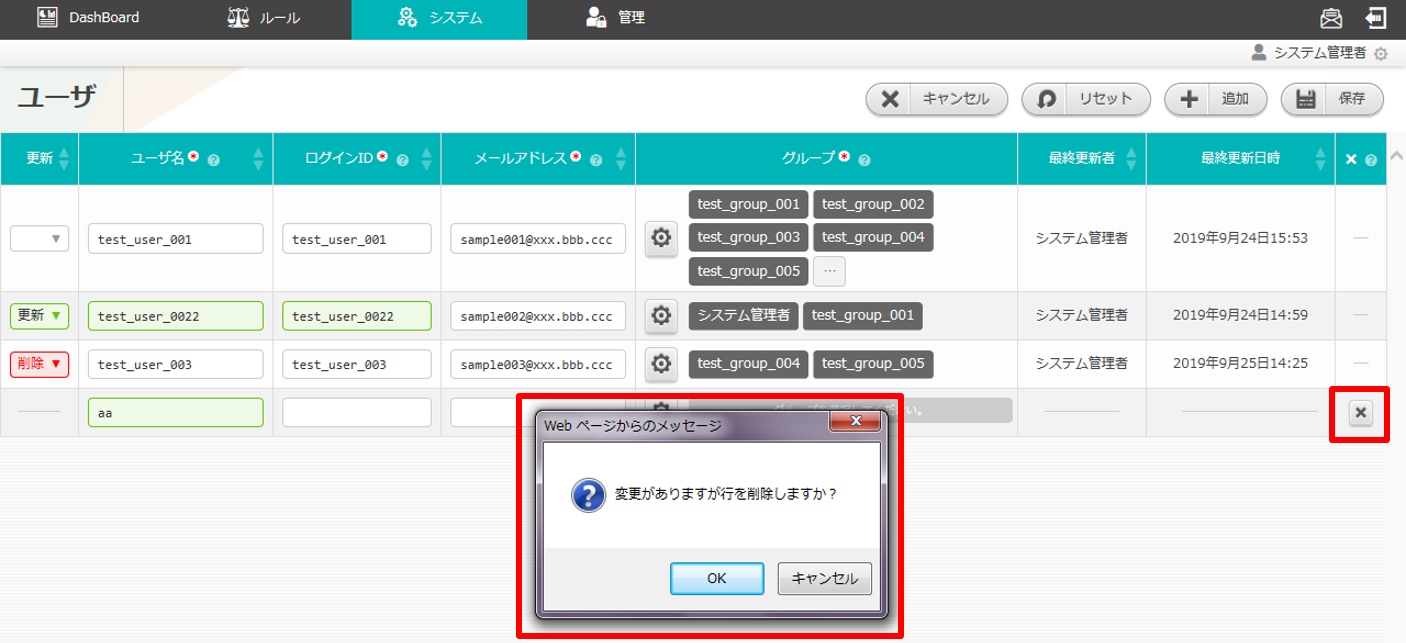 DashBoard ルール システム 管理
システム管理者
ユーザ キャンセル リセット 追加 保存
更新 ユーザ名 ログインID メールアドレス グループ 最終更新者 最終更新日時 ×
test_group_001 test_group_002
test_user_001 test_user_001 sample001@xxx.bbb.ccc test_group_003 test_group_004 システム管理者 2019年9月24日15:53
test_group_005 …
更新 ▼ test_user_0022 test_user_0022 sample002@xxx.bbb.ccc システム管理者 test_group_001 システム管理者 2019年9月24日14:59
削除 ▼ test_user_003 test_user_003 sample003@xxx.bbb.ccc test_group_004 test_group_005 システム管理者 2019年9月25日14:25
aa
Web ページからのメッセージ
変更がありますが行を削除しますか？
OK キャンセル